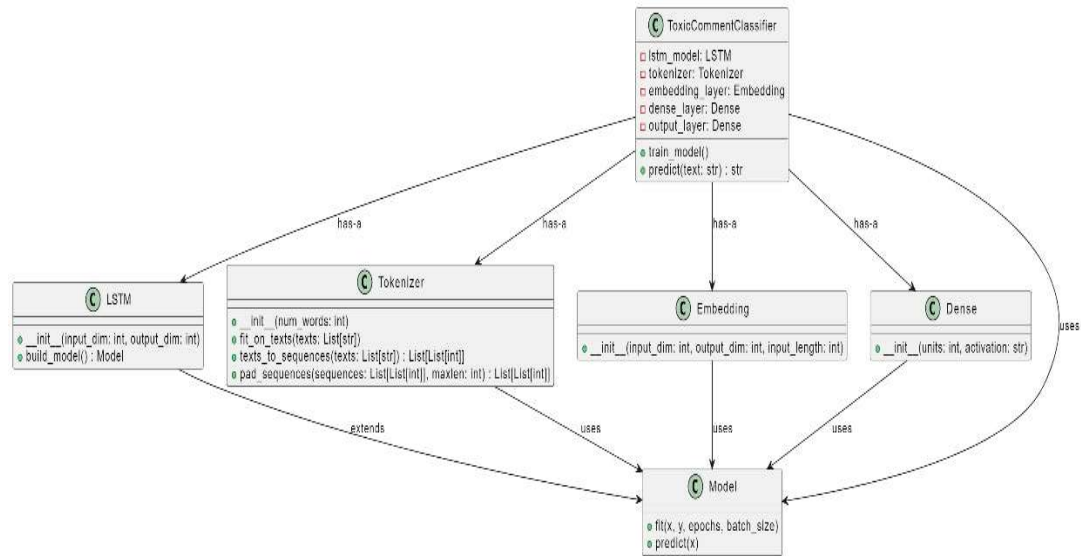 C ToxicCommentClassifier
lstm_model: LSTM
tokenizer: Tokenizer
embedding_layer: Embedding
dense_layer: Dense
output_layer: Dense
train_model()
predict(text: str) : str
has-a
has-a
has-a
has-a
uses
C LSTM
__init__(input_dim: int, output_dim: int)
build_model() : Model
C Tokenizer
__init__(num_words: int)
fit_on_texts(texts: List[str])
texts_to_sequences(texts: List[str]) : List[List[int]]
pad_sequences(sequences: List[List[int]], maxlen: int) : List[List[int]]
C Embedding
__init__(input_dim: int, output_dim: int, input_length: int)
C Dense
__init__(units: int, activation: str)
extends
uses
uses
uses
C Model
fit(x, y, epochs, batch_size)
predict(x)